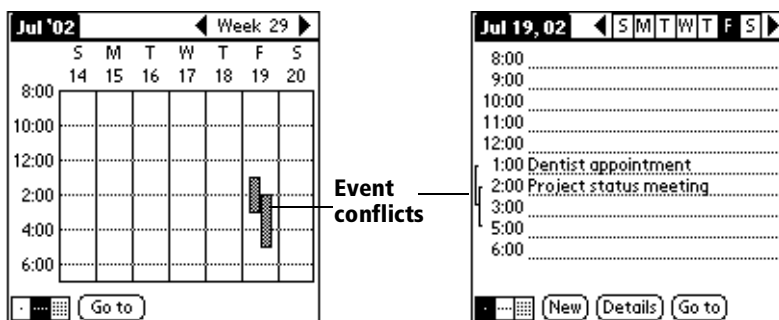 Jul '02 Week 29
S M T W T F S
14 15 16 17 18 19 20
8:00
10:00
12:00
2:00
4:00
6:00
Go to
Event
conflicts
Jul 19, 02 S M T W T F S
8:00
9:00
10:00
11:00
12:00
1:00 Dentist appointment
2:00 Project status meeting
3:00
5:00
6:00
New Details Go to